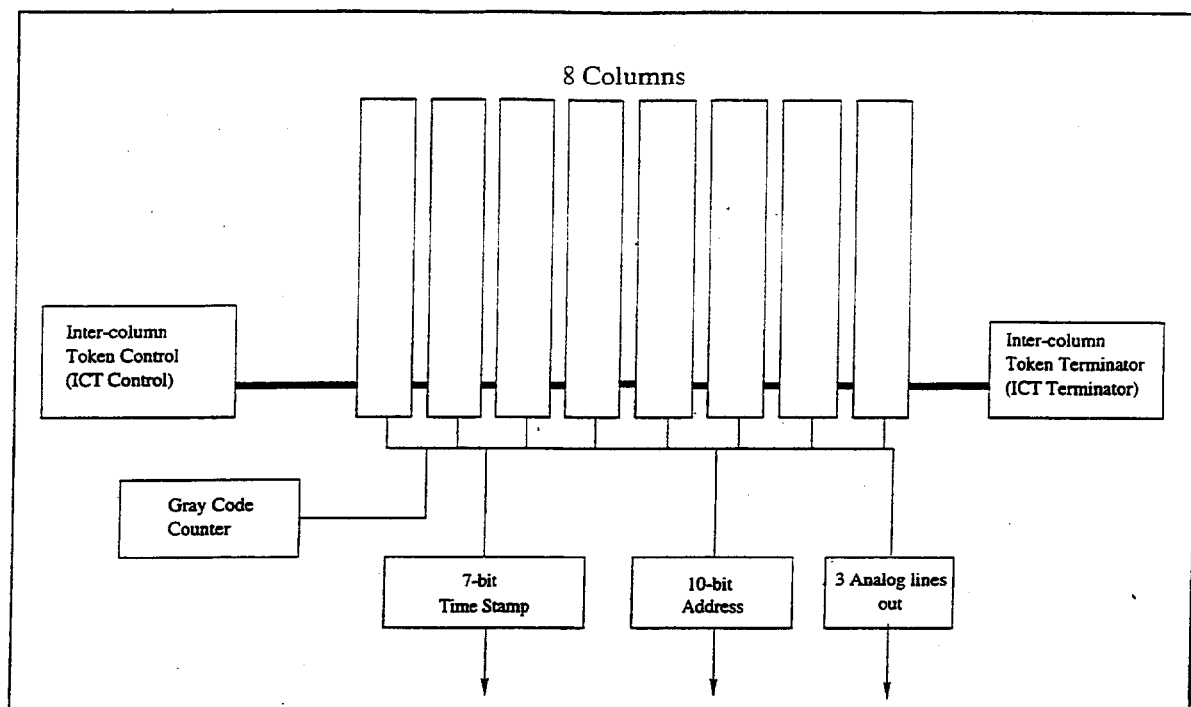 8 Columns
Inter-column
Token Control
(ICT Control)
Inter-column
Token Terminator
(ICT Terminator)
Gray Code
Counter
7-bit
Time Stamp
10-bit
Address
3 Analog lines
out